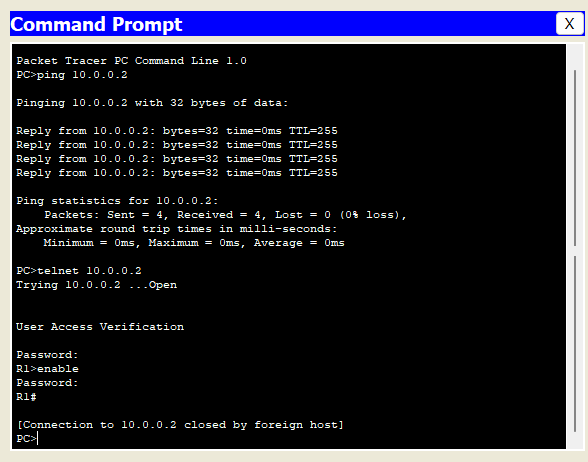 Command Prompt
X
Packet Tracer PC Command Line 1.0
PC>ping 10.0.0.2
Pinging 10.0.0.2 with 32 bytes of data:
Reply from 10.0.0.2: bytes=32 time=0ms TTL=255
Reply from 10.0.0.2: bytes=32 time=0ms TTL=255
Reply from 10.0.0.2: bytes=32 time=0ms TTL=255
Reply from 10.0.0.2: bytes=32 time=0ms TTL=255
Ping statistics for 10.0.0.2:
Packets: Sent = 4, Received = 4, Lost = 0 (0% loss),
Approximate round trip times in milli-seconds:
Minimum = 0ms, Maximum = 0ms, Average = 0ms
PC>telnet 10.0.0.2
Trying 10.0.0.2 ...Open
User Access Verification
Password:
R1>enable
Password:
R1#
[Connection to 10.0.0.2 closed by foreign host]
PC>